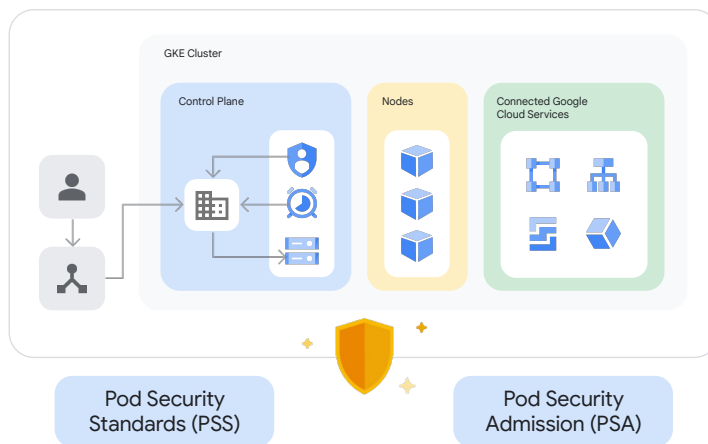 GKE Cluster
Control Plane
Nodes
Connected Google
Cloud Services
Pod Security
Standards (PSS)
Pod Security
Admission (PSA)